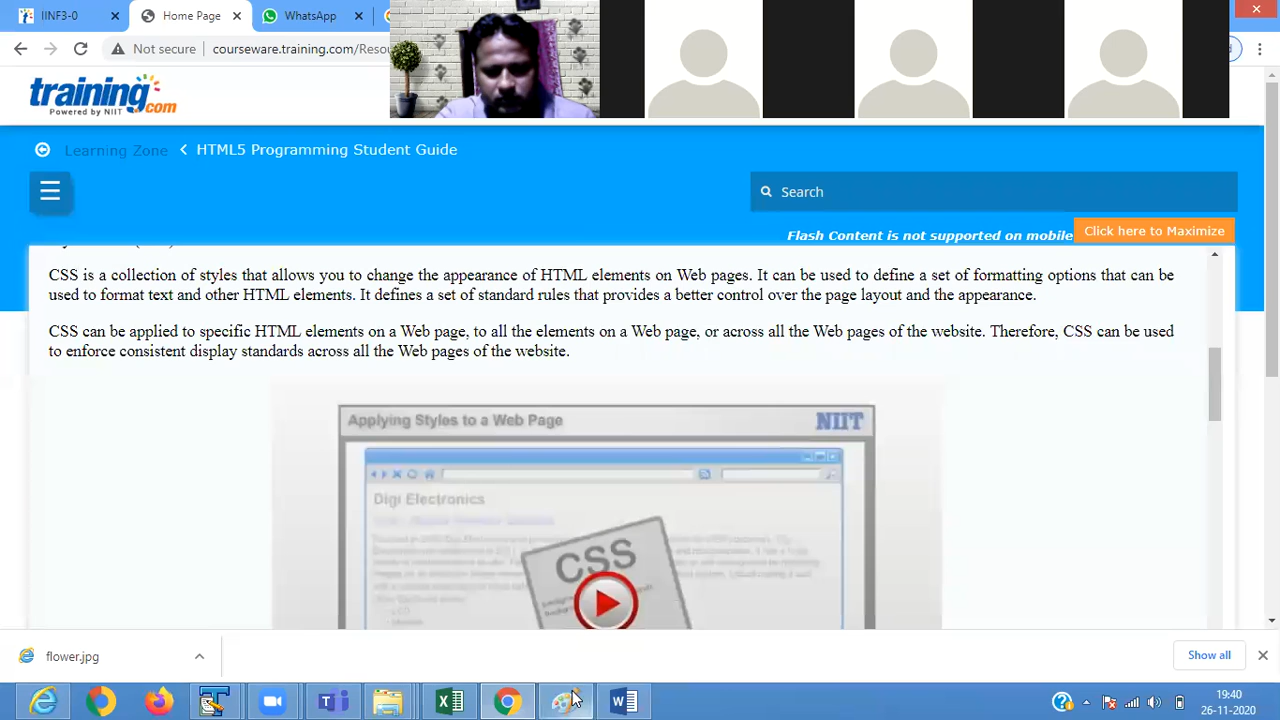 IINF3-0
Home Page
WhatsApp
Not secure
courseware.training.com/Resou
training.com
Powered by NIIT
Learning Zone
HTML5 Programming Student Guide
Search
Flash Content is not supported on mobile
Click here to Maximize
CSS is a collection of styles that allows you to change the appearance of HTML elements on Web pages. It can be used to define a set of formatting options that can be
used to format text and other HTML elements. It defines a set of standard rules that provides a better control over the page layout and the appearance.
CSS can be applied to specific HTML elements on a Web page, to all the elements on a Web page, or across all the Web pages of the website. Therefore, CSS can be used
to enforce consistent display standards across all the Web pages of the website.
Applying Styles to a Web Page
NIIT
Digi Electronics
CSS
flower.jpg
Show all
19:40
26-11-2020